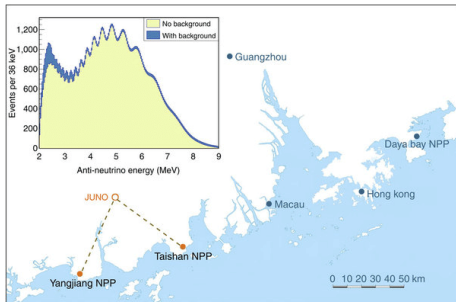 1,200
1,000
800
600
400
200
0
Events per 36 keV
No background
With background
2 3 4 5 6 7 8 9
Anti-neutrino energy (MeV)
Guangzhou
Daya bay NPP
Hong kong
Macau
JUNO
Taishan NPP
Yangjiang NPP
0 10 20 30 40 50 km